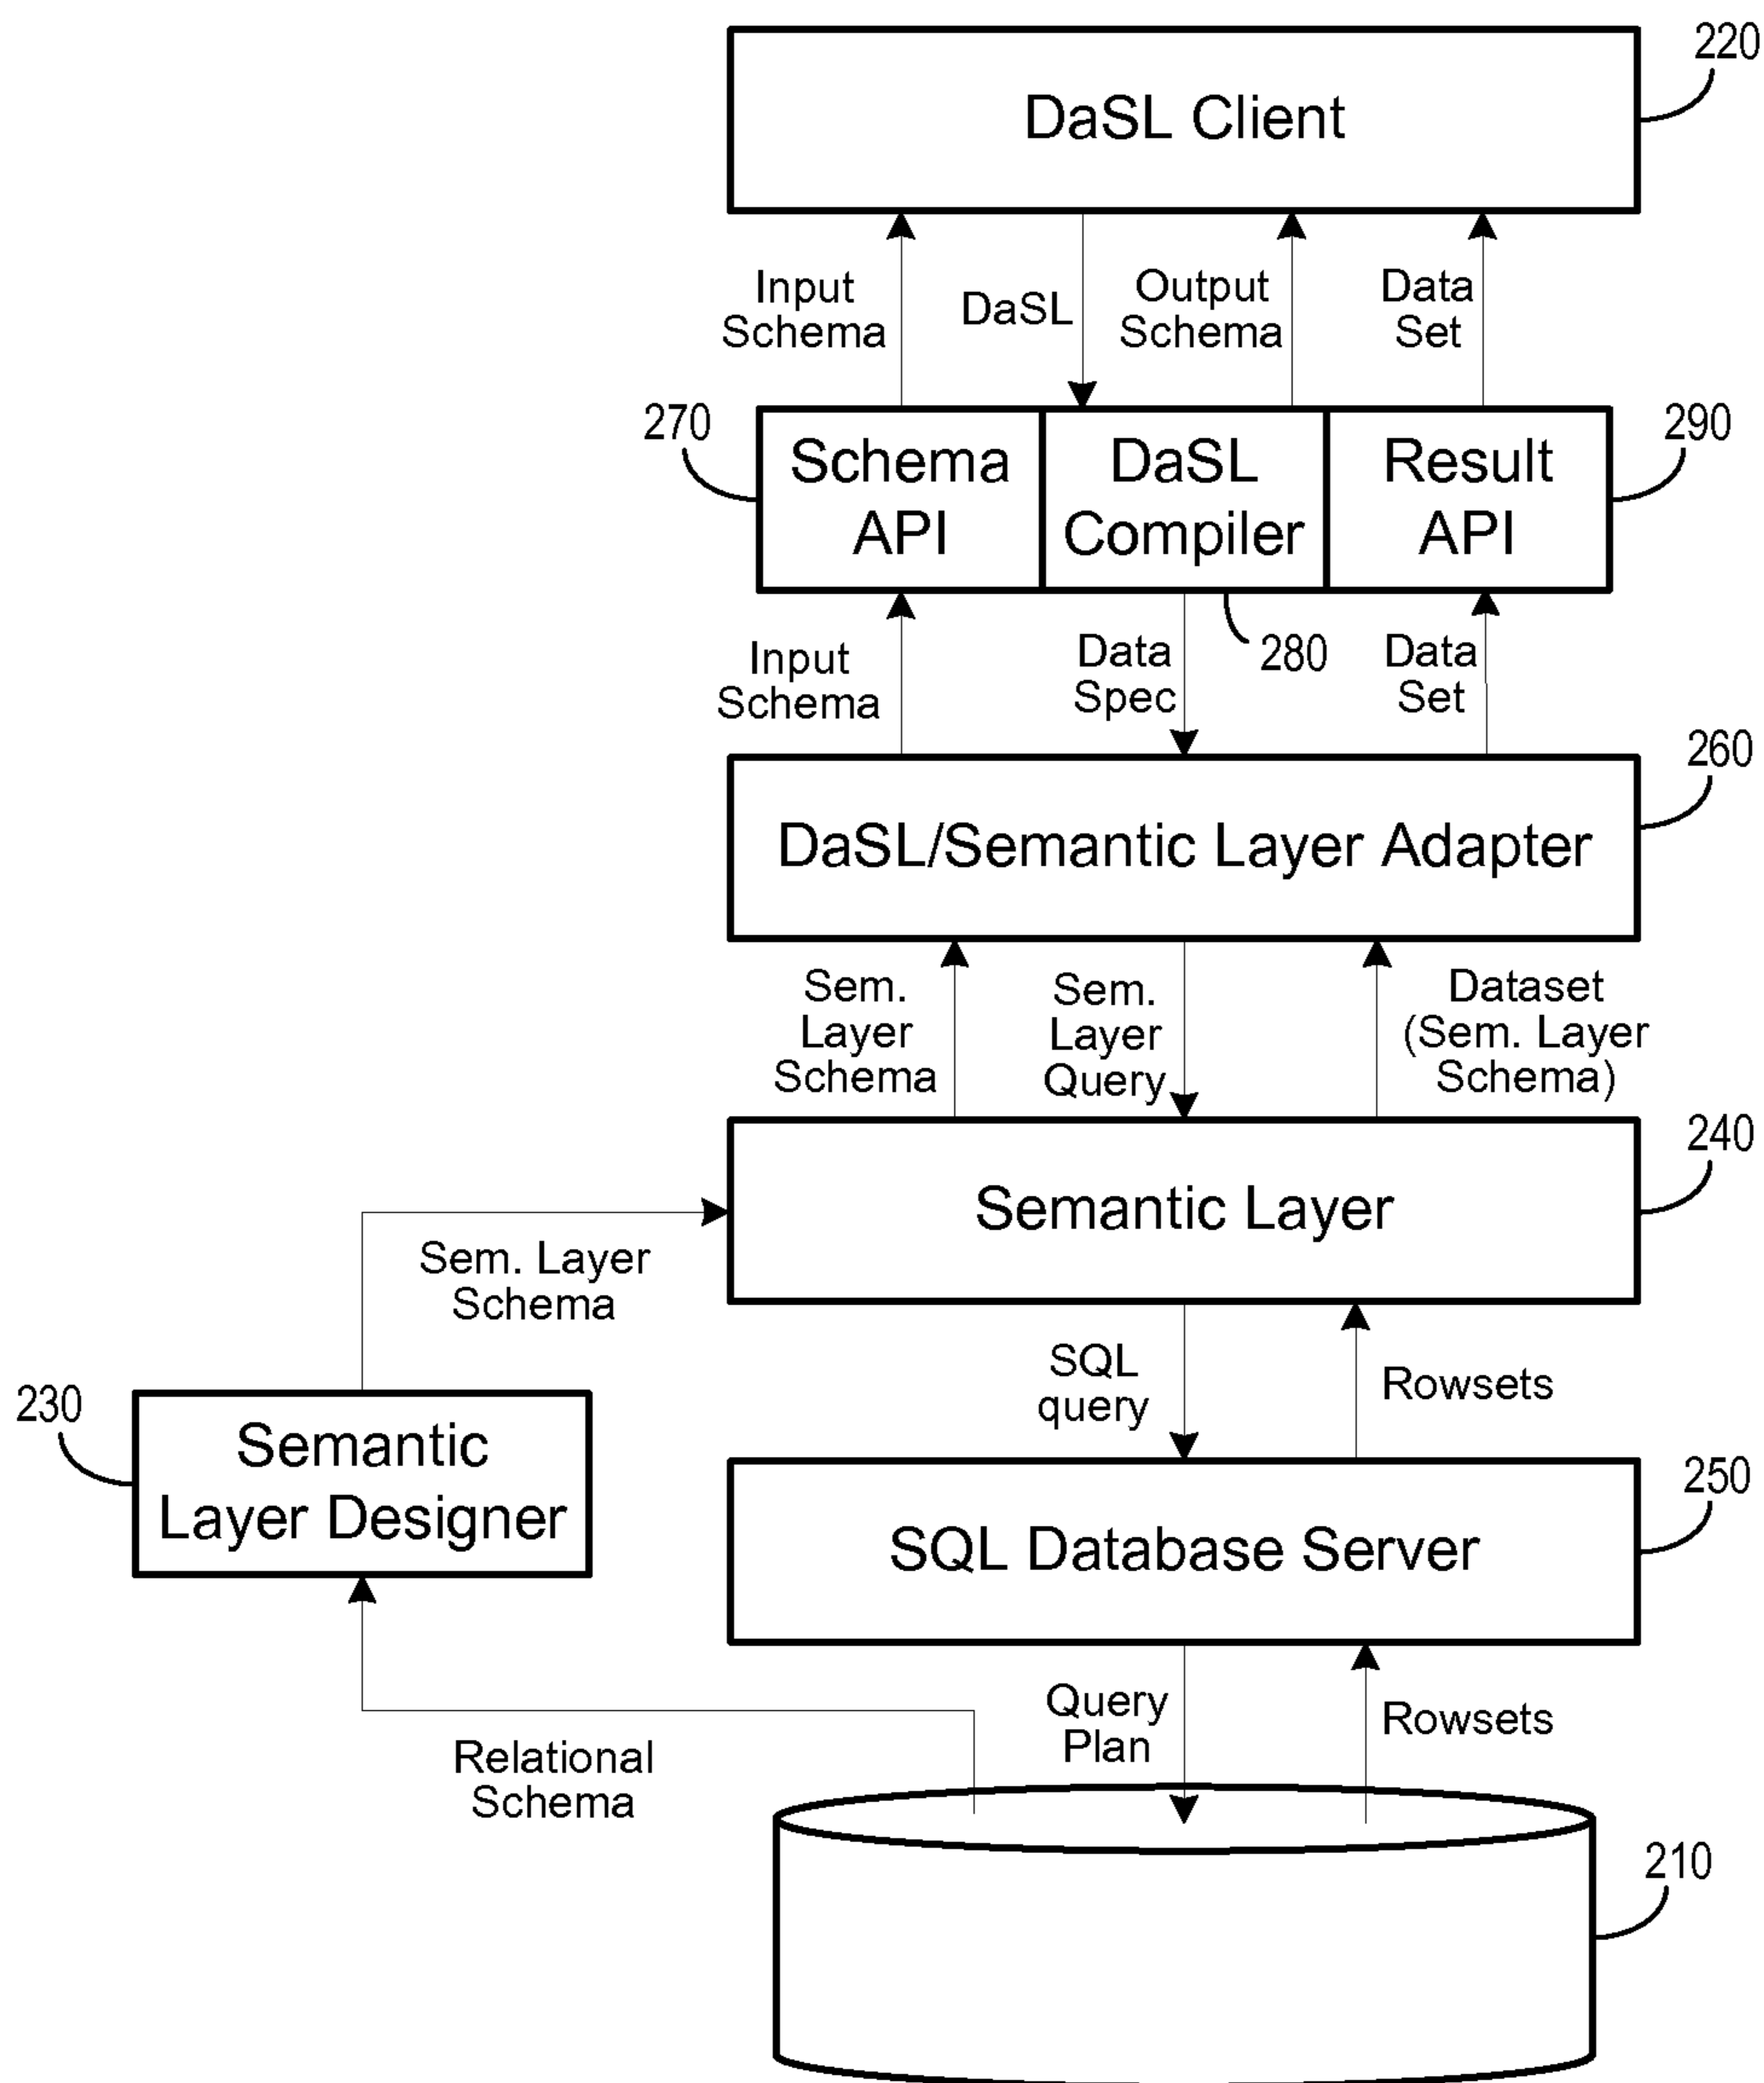 220
DaSL Client
Input
Schema
DaSL
Output
Schema
Data
Set
270
Schema
API
DaSL
Compiler
Result
API
290
Input
Schema
Data
Spec
280
Data
Set
260
DaSL/Semantic Layer Adapter
Sem.
Layer
Schema
Sem.
Layer
Query
Dataset
(Sem. Layer
Schema)
240
Semantic Layer
Sem. Layer
Schema
SQL
query
Rowsets
230
Semantic
Layer Designer
250
SQL Database Server
Relational
Schema
Query
Plan
Rowsets
210